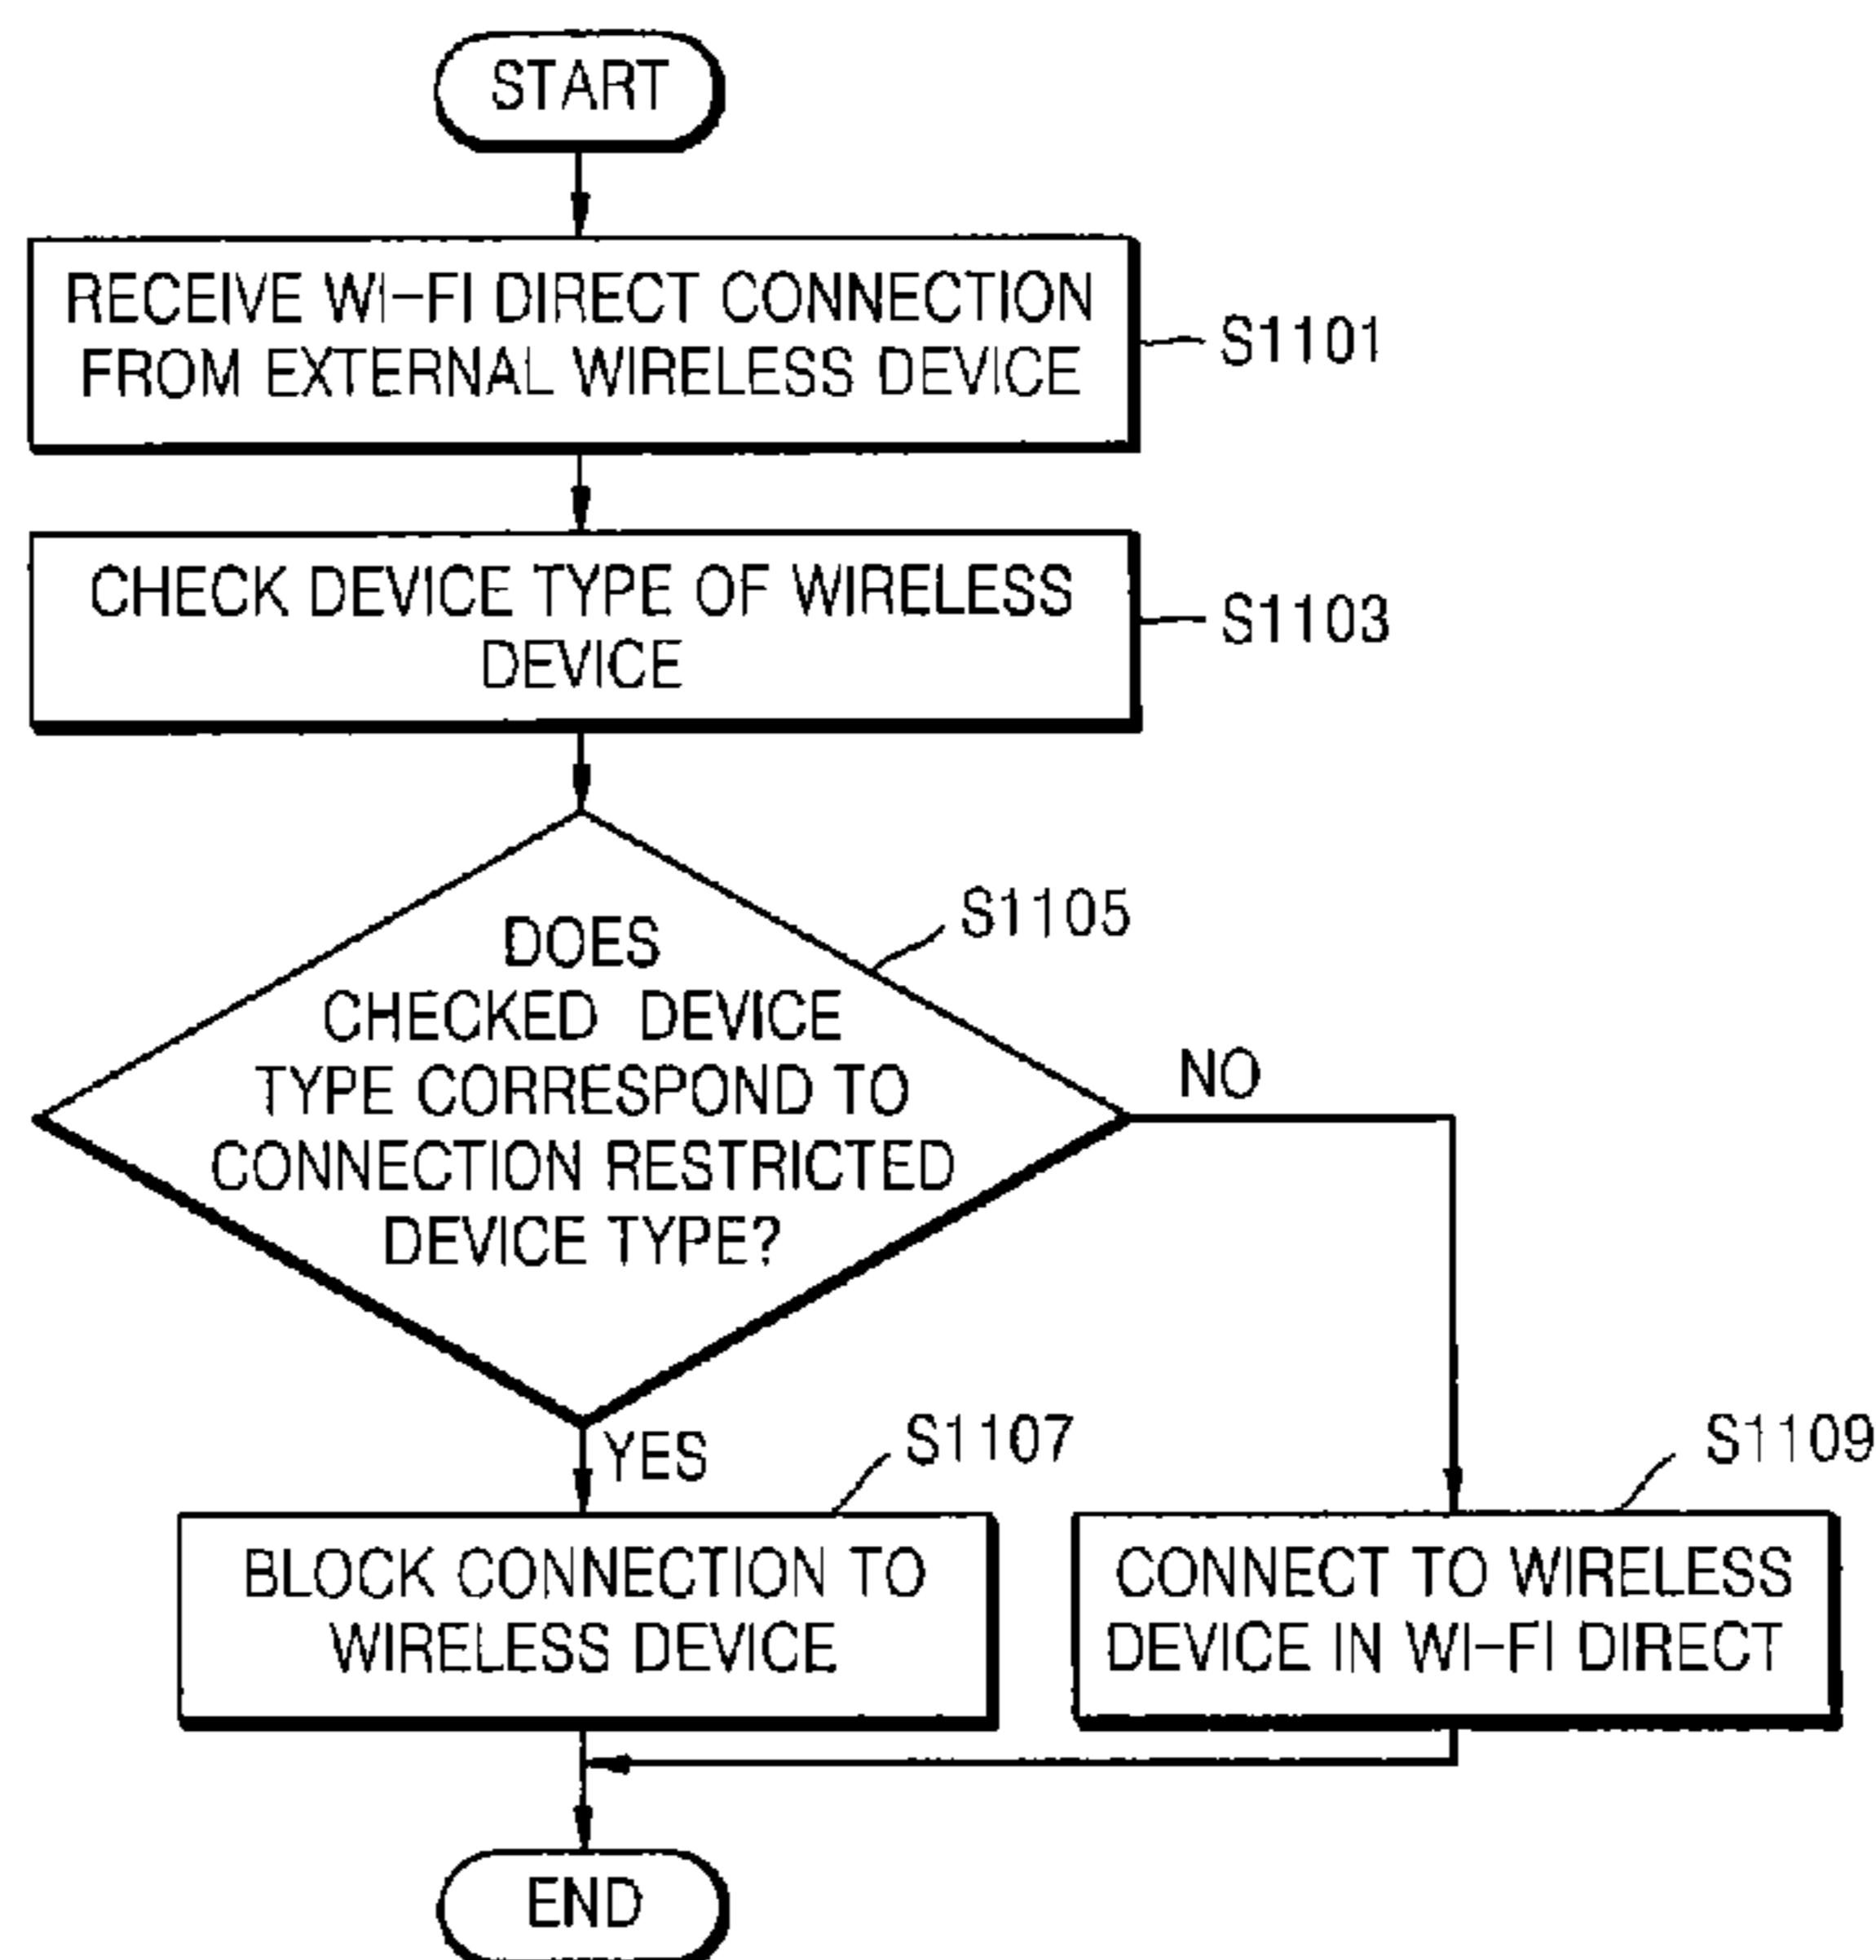 START
RECEIVE WI-FI DIRECT CONNECTION
FROM EXTERNAL WIRELESS DEVICE
S1101
CHECK DEVICE TYPE OF WIRELESS
DEVICE
S1103
DOES
CHECKED DEVICE
TYPE CORRESPOND TO
CONNECTION RESTRICTED
DEVICE TYPE?
S1105
NO
YES
S1107
BLOCK CONNECTION TO
WIRELESS DEVICE
S1109
CONNECT TO WIRELESS
DEVICE IN WI-FI DIRECT
END